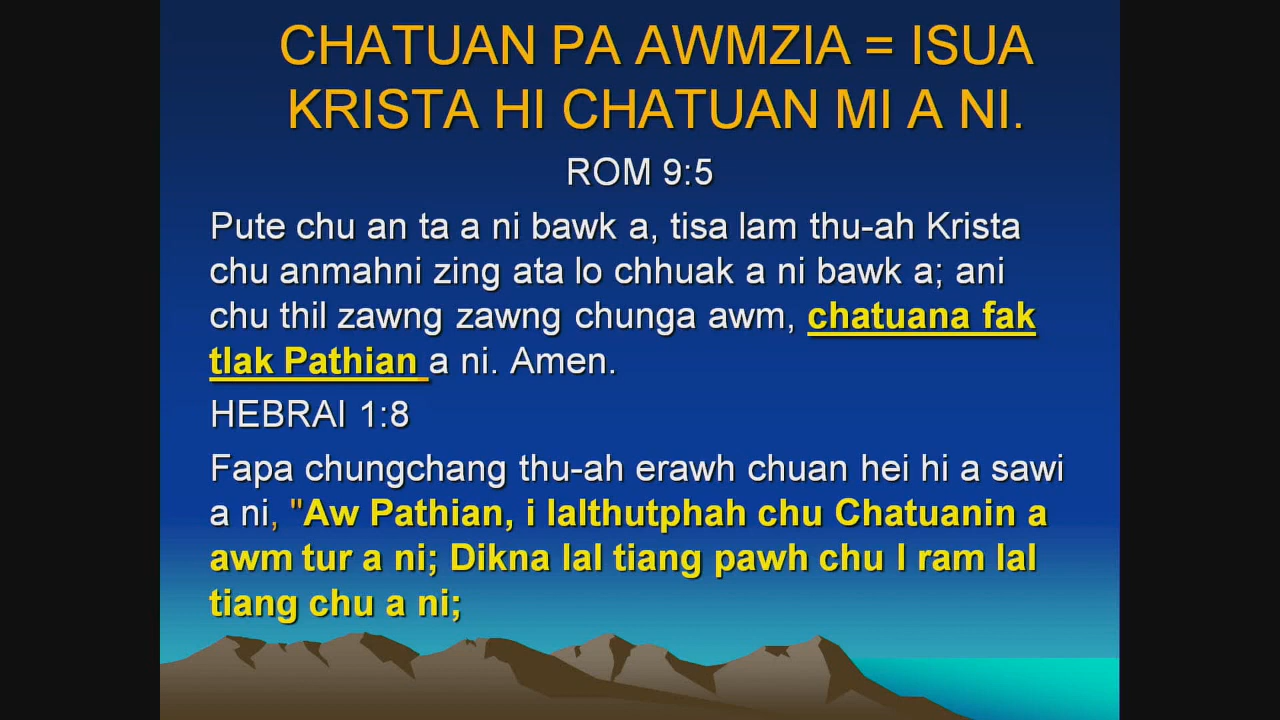 CHATUAN PA AWMZIA = ISUA
KRISTA HI CHATUAN MI A NI.
ROM 9:5
Pute chu an ta a ni bawk a, tisa lam thu-ah Krista
chu anmahni zing ata lo chhuak a ni bawk a; ani
chu thil zawng zawng chunga awm, chatuana fak
tlak Pathian a ni. Amen.
HEBRAI 1:8
Fapa chungchang thu-ah erawh chuan hei hi a sawi
a ni, "Aw Pathian, i lalthutphah chu Chatuanin a
awm tur a ni; Dikna lal tiang pawh chu I ram lal
tiang chu a ni;